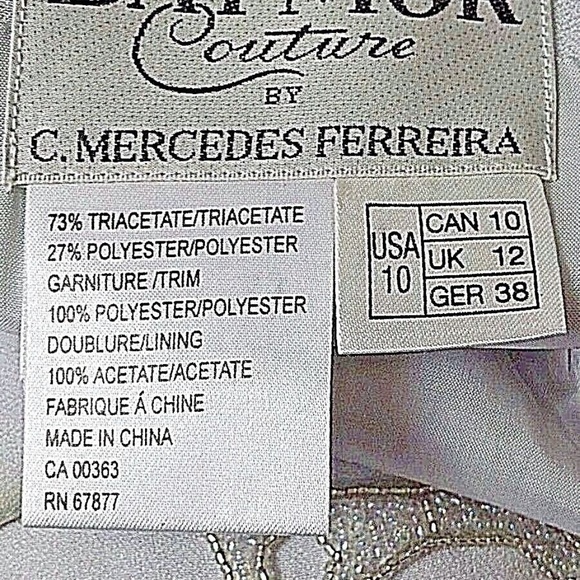 Couture
BY
C. MERCEDES FERREIRA
73% TRIACETATE/TRIACETATE
27% POLYESTER/POLYESTER
GARNITURE /TRIM
100% POLYESTER/POLYESTER
DOUBLURE/LINING
100% ACETATE/ACETATE
FABRIQUE Á CHINE
MADE IN CHINA
CA 00363
RN 67877
USA 10
CAN 10
UK 12
GER 38